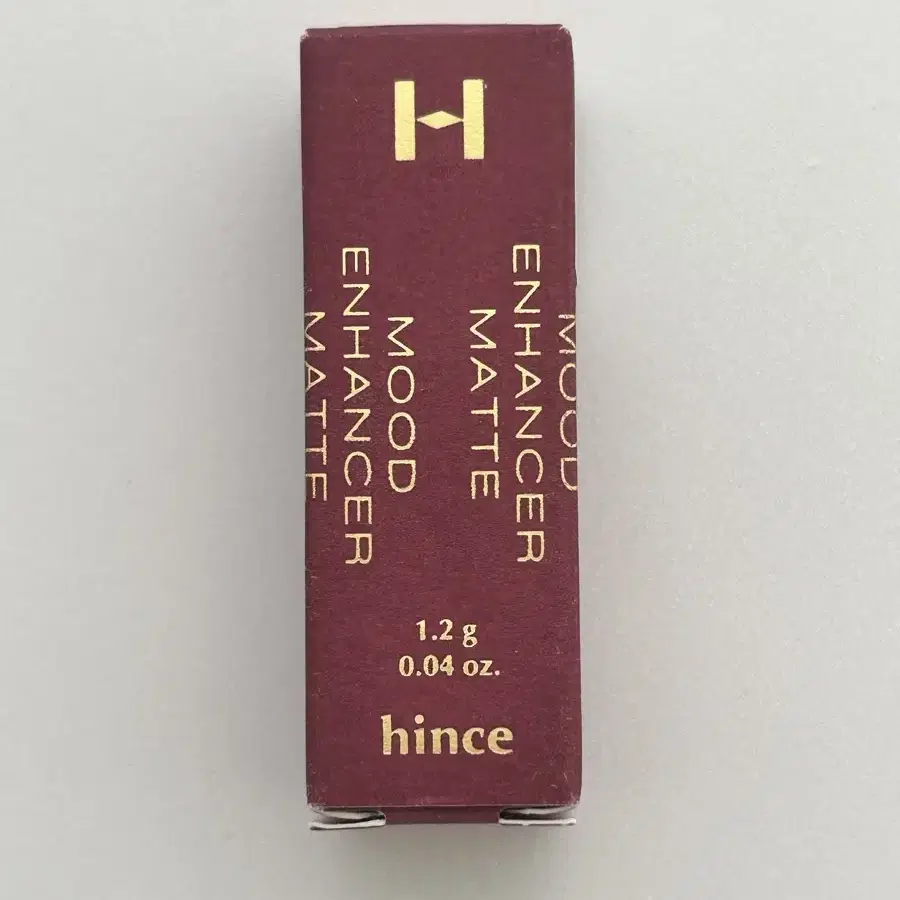 H
MOOD
ENHANCER
MATTE
MOOD
ENHANCER
MATTE
1.2 g
0.04 oz.
hince